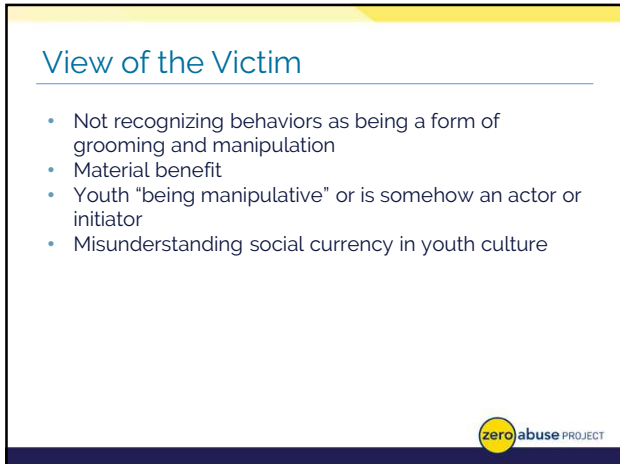 View of the Victim
• Not recognizing behaviors as being a form of
grooming and manipulation
• Material benefit
• Youth “being manipulative” or is somehow an actor or
initiator
• Misunderstanding social currency in youth culture
zero abuse PROJECT